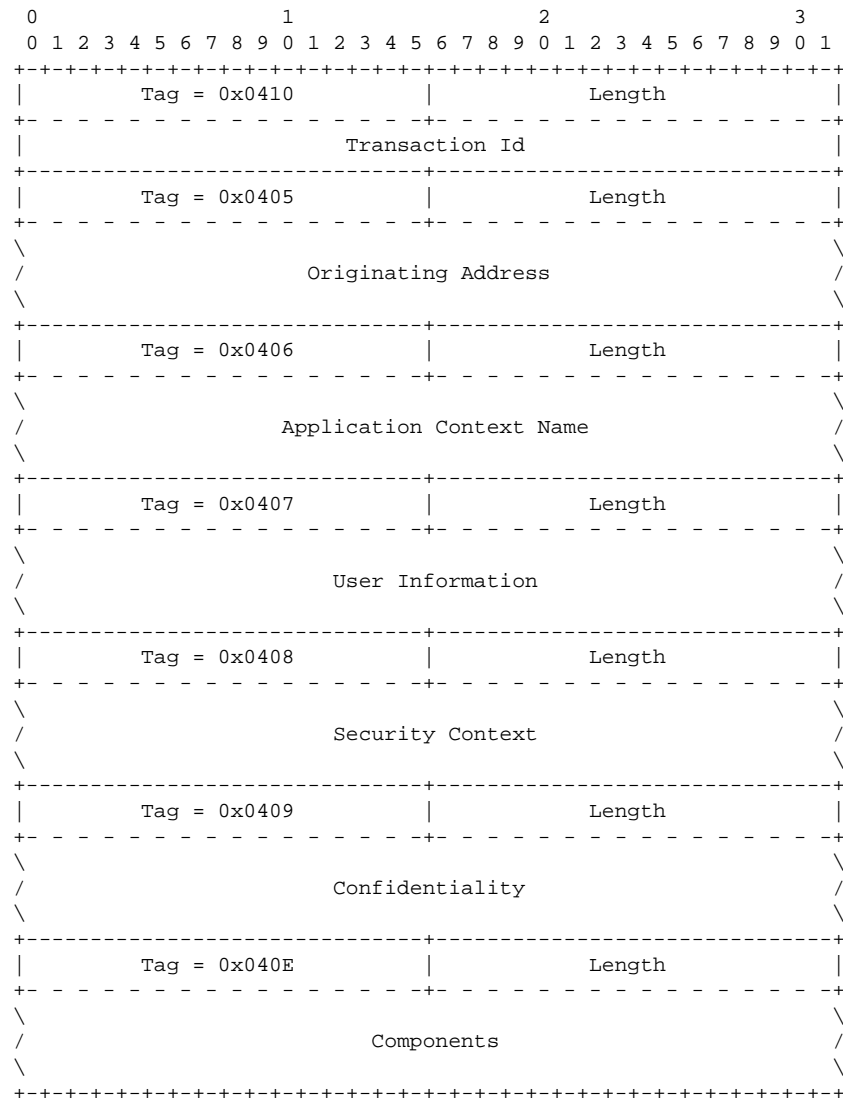 0                   1                   2                   3
 0 1 2 3 4 5 6 7 8 9 0 1 2 3 4 5 6 7 8 9 0 1 2 3 4 5 6 7 8 9 0 1
+-+-+-+-+-+-+-+-+-+-+-+-+-+-+-+-+-+-+-+-+-+-+-+-+-+-+-+-+-+-+-+-+
|         Tag = 0x0410          |            Length             |
+- - - - - - - - - - - - - - - -+- - - - - - - - - - - - - - - -+
|                         Transaction Id                        |
+-------------------------------+-------------------------------+
|         Tag = 0x0405          |            Length             |
+- - - - - - - - - - - - - - - -+- - - - - - - - - - - - - - - -+
\                                                               \
/                      Originating Address                      /
\                                                               \
+-------------------------------+-------------------------------+
|         Tag = 0x0406          |            Length             |
+- - - - - - - - - - - - - - - -+- - - - - - - - - - - - - - - -+
\                                                               \
/                    Application Context Name                   /
\                                                               \
+-------------------------------+-------------------------------+
|         Tag = 0x0407          |            Length             |
+- - - - - - - - - - - - - - - -+- - - - - - - - - - - - - - - -+
\                                                               \
/                        User Information                       /
\                                                               \
+-------------------------------+-------------------------------+
|         Tag = 0x0408          |            Length             |
+- - - - - - - - - - - - - - - -+- - - - - - - - - - - - - - - -+
\                                                               \
/                        Security Context                       /
\                                                               \
+-------------------------------+-------------------------------+
|         Tag = 0x0409          |            Length             |
+- - - - - - - - - - - - - - - -+- - - - - - - - - - - - - - - -+
\                                                               \
/                        Confidentiality                        /
\                                                               \
+-------------------------------+-------------------------------+
|         Tag = 0x040E          |            Length             |
+- - - - - - - - - - - - - - - -+- - - - - - - - - - - - - - - -+
\                                                               \
/                           Components                          /
\                                                               \
+-+-+-+-+-+-+-+-+-+-+-+-+-+-+-+-+-+-+-+-+-+-+-+-+-+-+-+-+-+-+-+-+